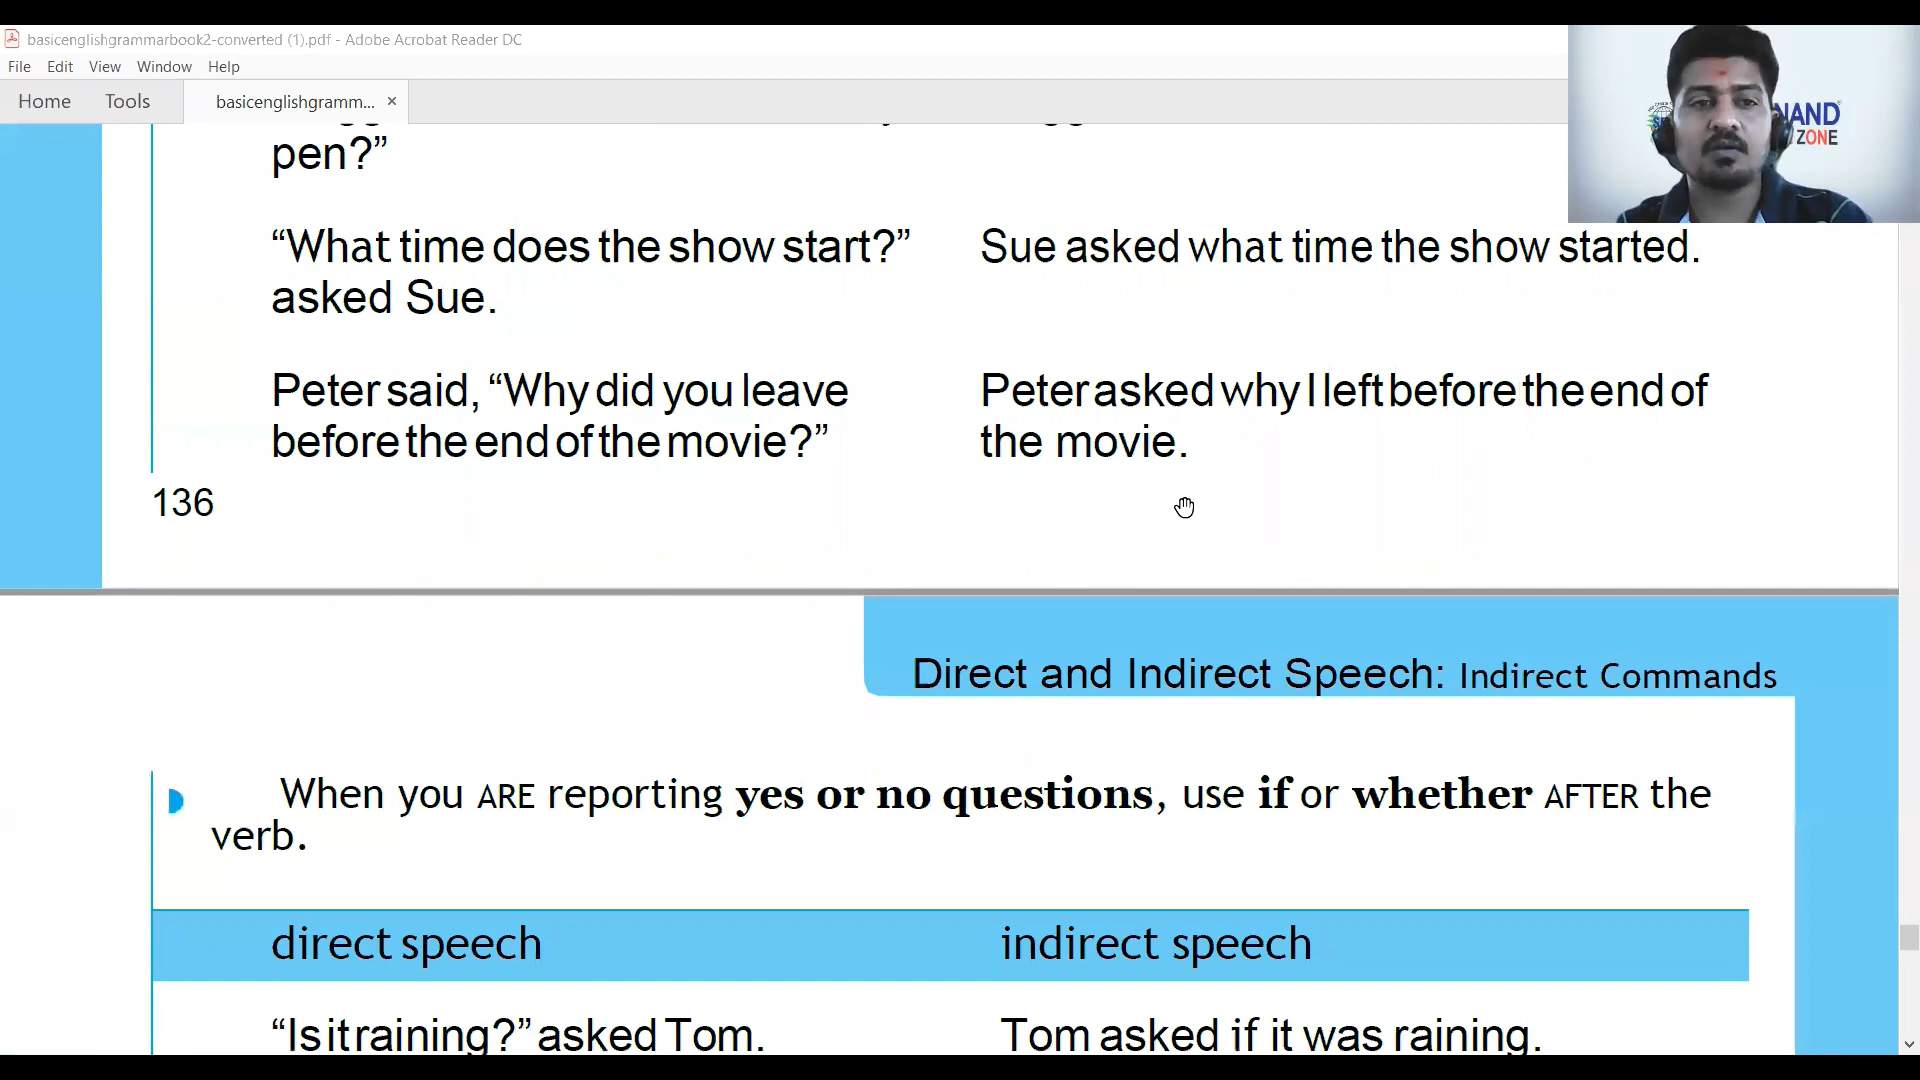 basicenglishgrammarbook2-converted (1).pdf - Adobe Acrobat Reader DC
File Edit View Window Help
Home Tools basicenglishgramm... ×
NAND
ZONE
pen?”
“What time does the show start?” Sue asked what time the show started.
asked Sue.
Peter said, “Why did you leave Peter asked why I left before the end of
before the end of the movie?” the movie.
136
Direct and Indirect Speech: Indirect Commands
When you ARE reporting yes or no questions, use if or whether AFTER the
verb.
direct speech indirect speech
“Is it raining?” asked Tom. Tom asked if it was raining.